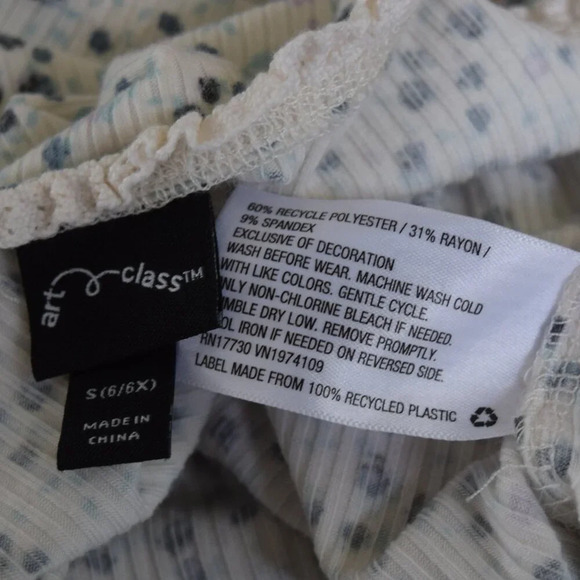 art class™
S(6/6X)
MADE IN
CHINA
60% RECYCLE POLYESTER / 31% RAYON /
9% SPANDEX
EXCLUSIVE OF DECORATION
WASH BEFORE WEAR. MACHINE WASH COLD
WITH LIKE COLORS. GENTLE CYCLE.
ONLY NON-CHLORINE BLEACH IF NEEDED.
UMBLE DRY LOW. REMOVE PROMPTLY.
OOL IRON IF NEEDED ON REVERSED SIDE.
RN17730 VN1974109
LABEL MADE FROM 100% RECYCLED PLASTIC